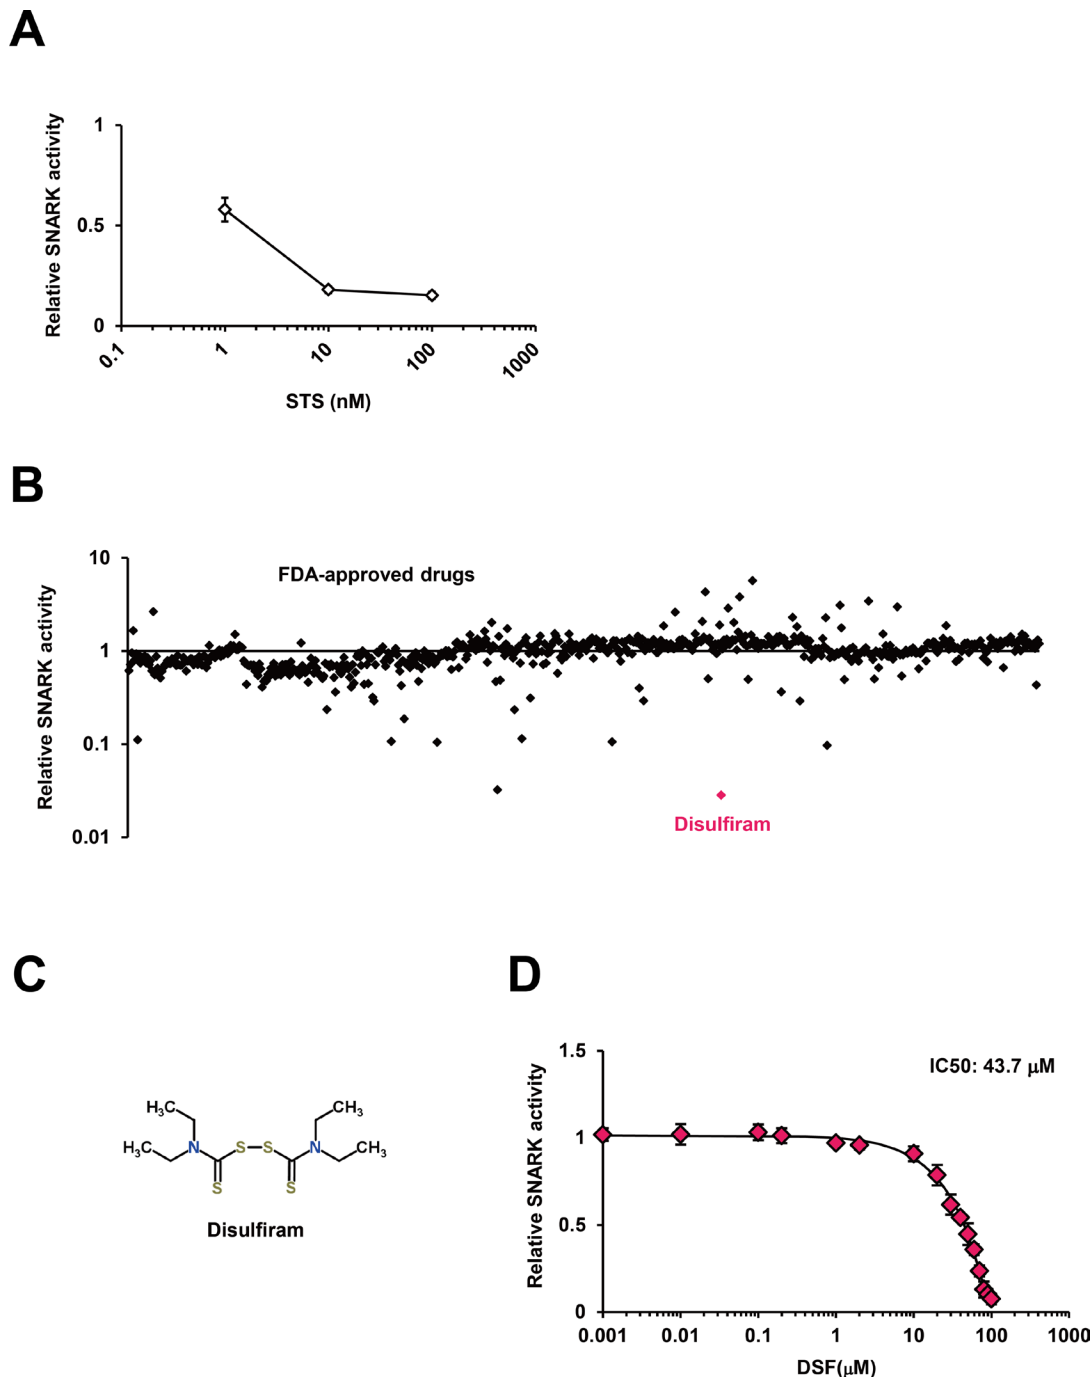 A
Relative SNARK activity
1
0.5
0
0.1
1
10
100
1000
STS (nM)
B
Relative SNARK activity
10
1
0.1
0.01
FDA-approved drugs
Disulfiram
C
H3C
CH3
H3C
N
S
S
N
CH3
S
S
Disulfiram
D
Relative SNARK activity
1.5
1
0.5
0
IC50: 43.7 μM
0.001
0.01
0.1
1
10
100
1000
DSF(μM)